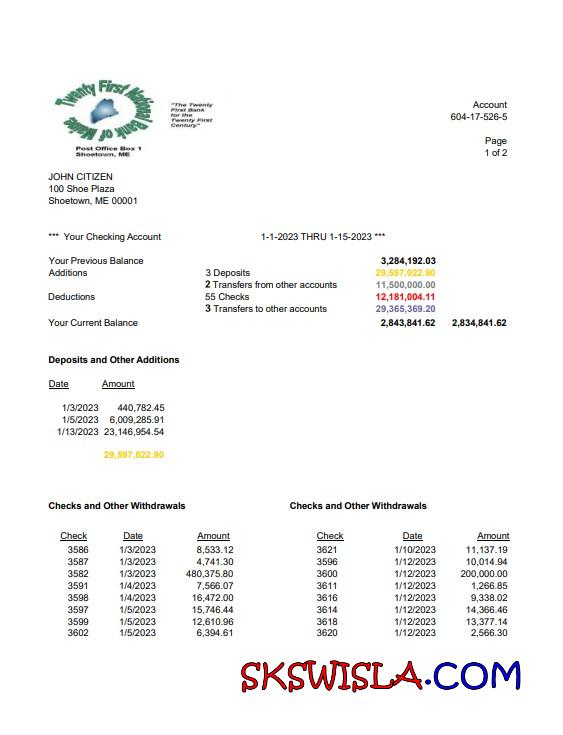 Twenty First National Bank of Maine
"The Twenty
First Bank
for the
Twenty First
Century"
Post Office Box 1
Shoetown, ME
Account
604-17-526-5
Page
1 of 2
JOHN CITIZEN
100 Shoe Plaza
Shoetown, ME 00001
*** Your Checking Account 1-1-2023 THRU 1-15-2023 ***
Your Previous Balance 3,284,192.03
Additions 3 Deposits 29,597,022.90
2 Transfers from other accounts 11,500,000.00
Deductions 55 Checks 12,181,004.11
3 Transfers to other accounts 29,365,369.20
Your Current Balance 2,843,841.62 2,834,841.62
Deposits and Other Additions
Date Amount
1/3/2023 440,782.45
1/5/2023 6,009,285.91
1/13/2023 23,146,954.54
29,597,022.90
Checks and Other Withdrawals Checks and Other Withdrawals
Check Date Amount Check Date Amount
3586 1/3/2023 8,533.12 3621 1/10/2023 11,137.19
3587 1/3/2023 4,741.30 3596 1/12/2023 10,014.94
3582 1/3/2023 480,375.80 3600 1/12/2023 200,000.00
3591 1/4/2023 7,566.07 3611 1/12/2023 1,266.85
3598 1/4/2023 16,472.00 3616 1/12/2023 9,338.02
3597 1/5/2023 15,746.44 3614 1/12/2023 14,366.46
3599 1/5/2023 12,610.96 3618 1/12/2023 13,377.14
3602 1/5/2023 6,394.61 3620 1/12/2023 2,566.30
SKSWISLA.COM